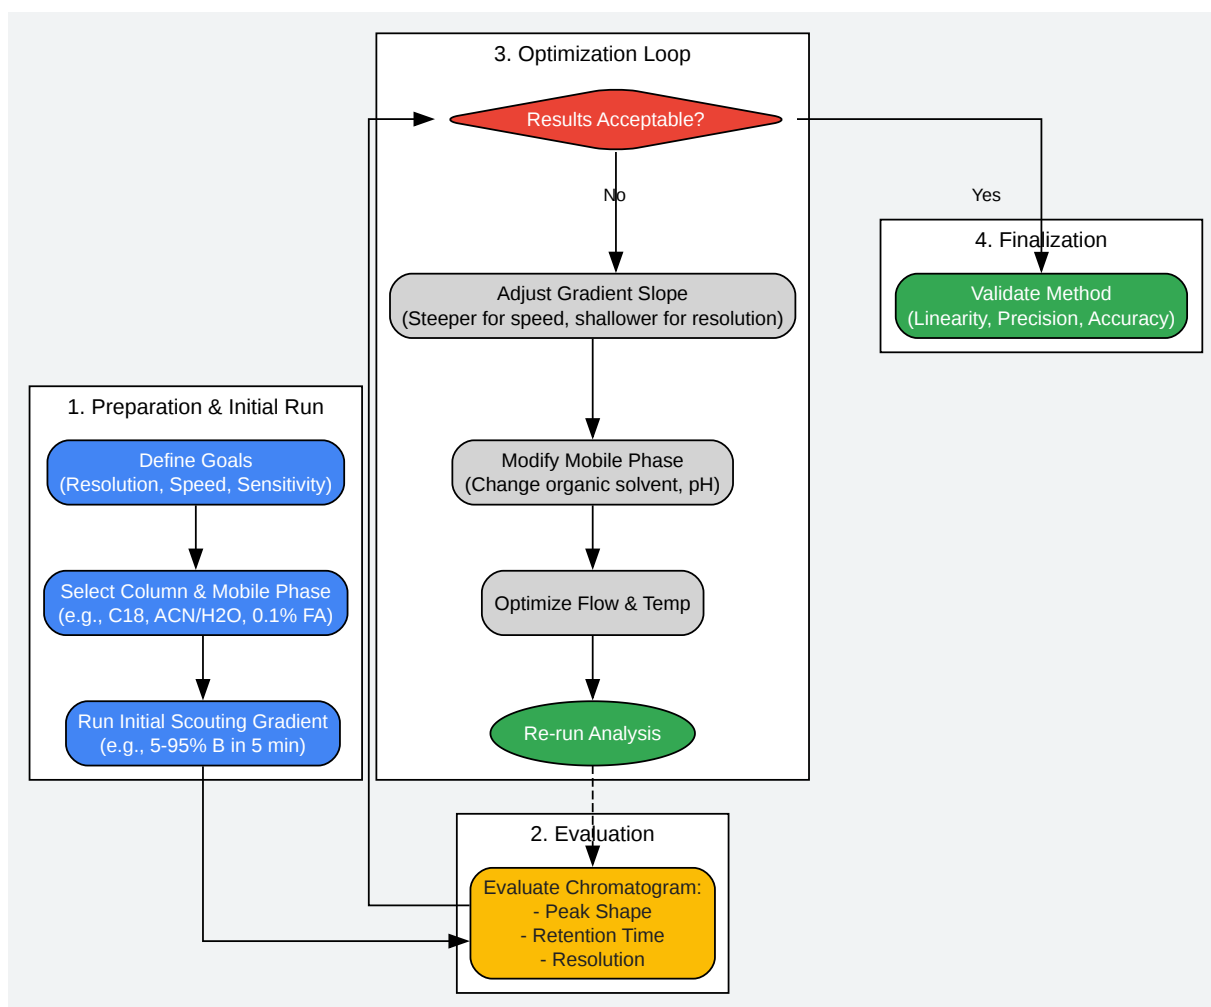 3. Optimization Loop
Results Acceptable?
No
Yes
4. Finalization
Adjust Gradient Slope
(Steeper for speed, shallower for resolution)
Validate Method
(Linearity, Precision, Accuracy)
1. Preparation & Initial Run
Define Goals
(Resolution, Speed, Sensitivity)
Modify Mobile Phase
(Change organic solvent, pH)
Select Column & Mobile Phase
(e.g., C18, ACN/H2O, 0.1% FA)
Optimize Flow & Temp
Run Initial Scouting Gradient
(e.g., 5-95% B in 5 min)
Re-run Analysis
2. Evaluation
Evaluate Chromatogram:
- Peak Shape
- Retention Time
- Resolution